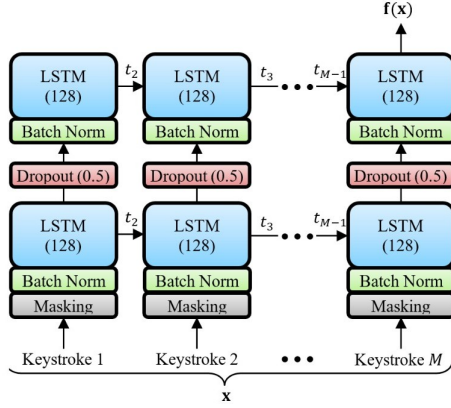 f(x)
LSTM (128) t₂ LSTM (128) t₃ ••• t_{M−1} LSTM (128)
Batch Norm Batch Norm Batch Norm
Dropout (0.5) Dropout (0.5) Dropout (0.5)
LSTM (128) t₂ LSTM (128) t₃ ••• t_{M−1} LSTM (128)
Batch Norm Batch Norm Batch Norm
Masking Masking Masking
Keystroke 1 Keystroke 2 ••• Keystroke M
x